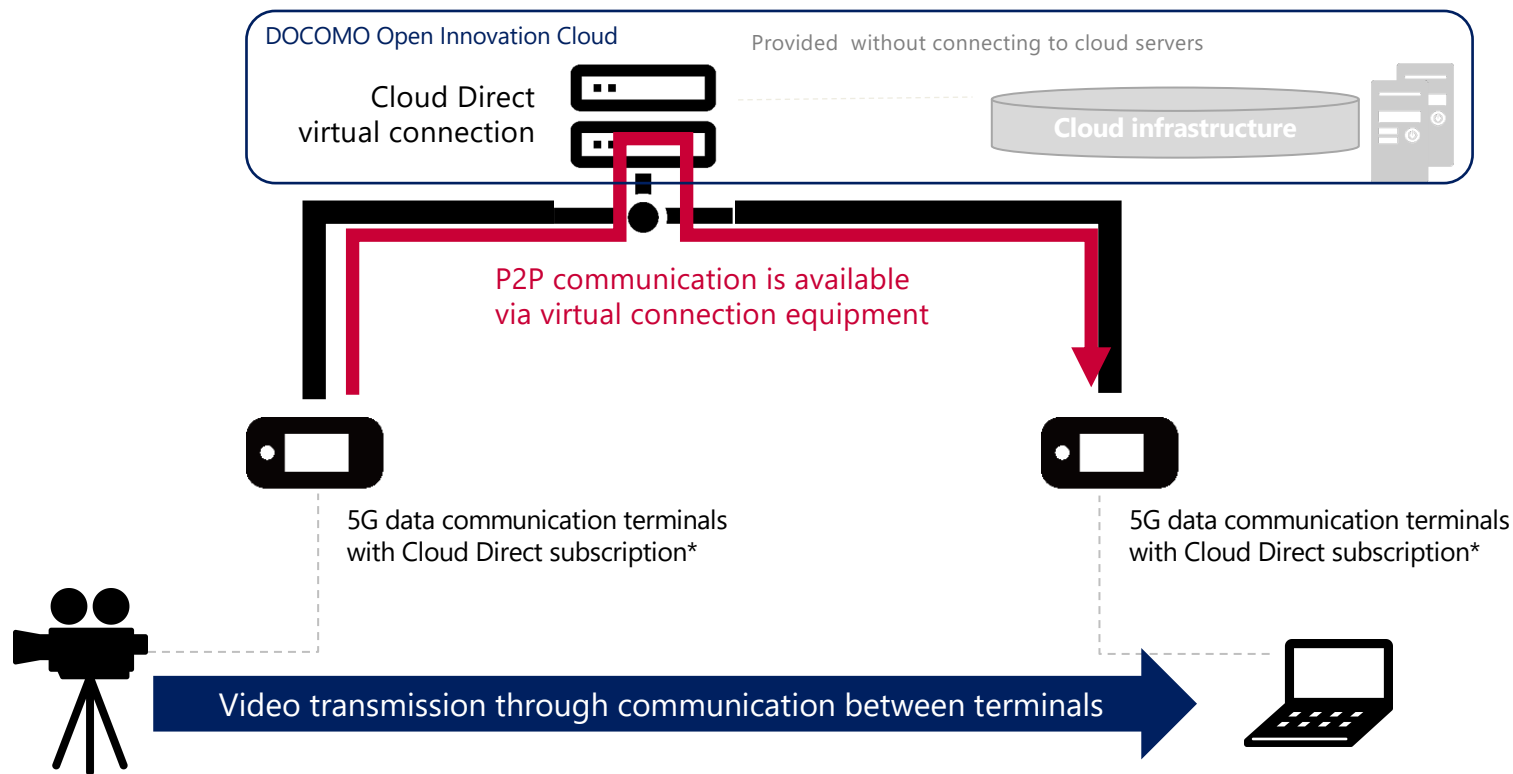 DOCOMO Open Innovation Cloud
Provided without connecting to cloud servers
Cloud Direct
virtual connection
Cloud infrastructure
P2P communication is available
via virtual connection equipment
5G data communication terminals
with Cloud Direct subscription*
5G data communication terminals
with Cloud Direct subscription*
Video transmission through communication between terminals